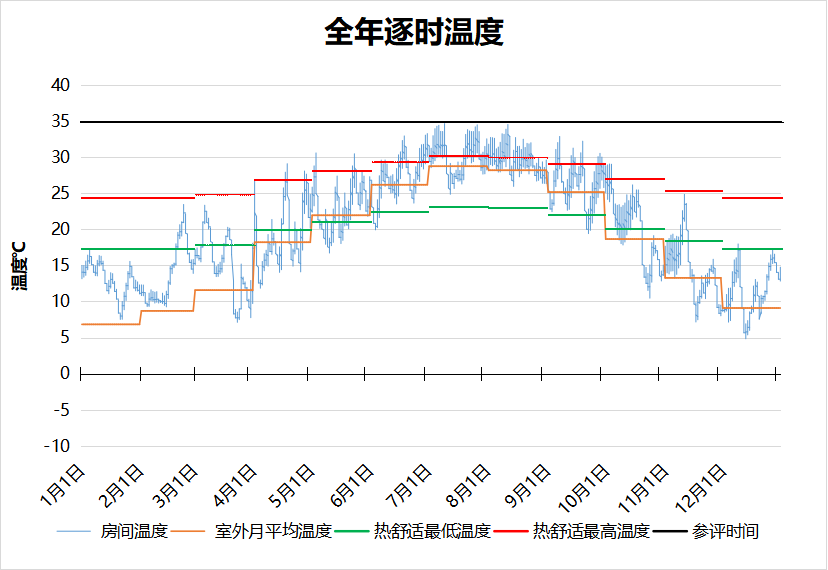 全年逐时温度
40
35
30
25
20
15
10
5
0
-5
-10
温度℃
1月1日
2月1日
3月1日
4月1日
5月1日
6月1日
7月1日
8月1日
9月1日
10月1日
11月1日
12月1日
房间温度 室外月平均温度 热舒适最低温度 热舒适最高温度 参评时间